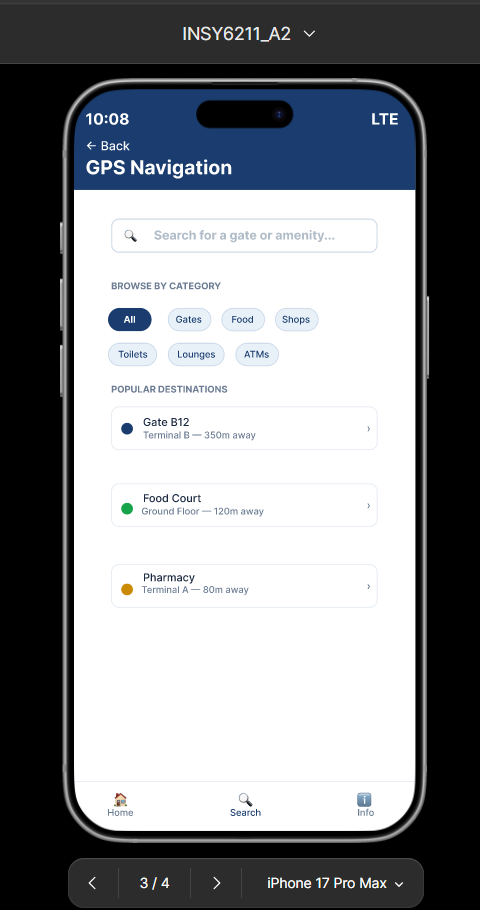 INSY6211_A2
10:08 LTE
← Back
GPS Navigation
Search for a gate or amenity...
BROWSE BY CATEGORY
All Gates Food Shops
Toilets Lounges ATMs
POPULAR DESTINATIONS
Gate B12
Terminal B — 350m away
Food Court
Ground Floor — 120m away
Pharmacy
Terminal A — 80m away
Home Search Info
3 / 4 iPhone 17 Pro Max